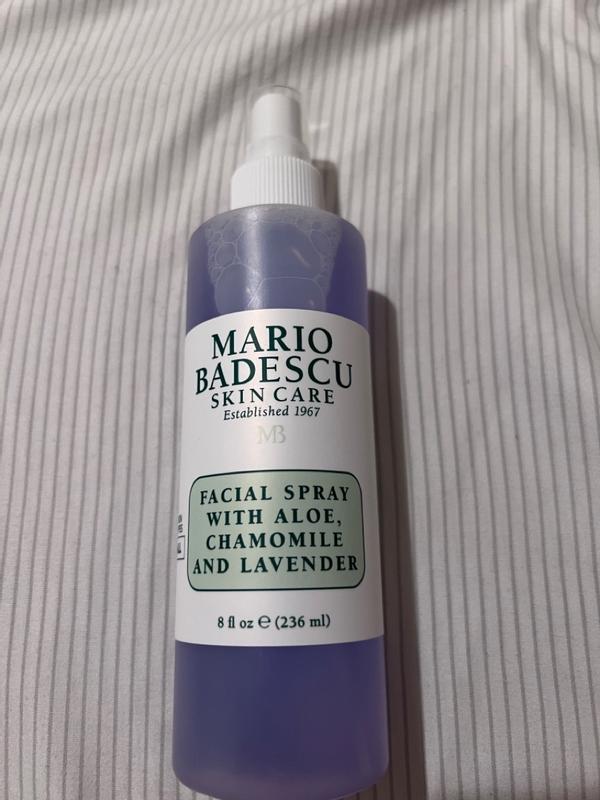 MARIO
BADESCU
SKIN CARE
Established 1967
MB
FACIAL SPRAY
WITH ALOE,
CHAMOMILE
AND LAVENDER
8 fl oz ℮ (236 ml)